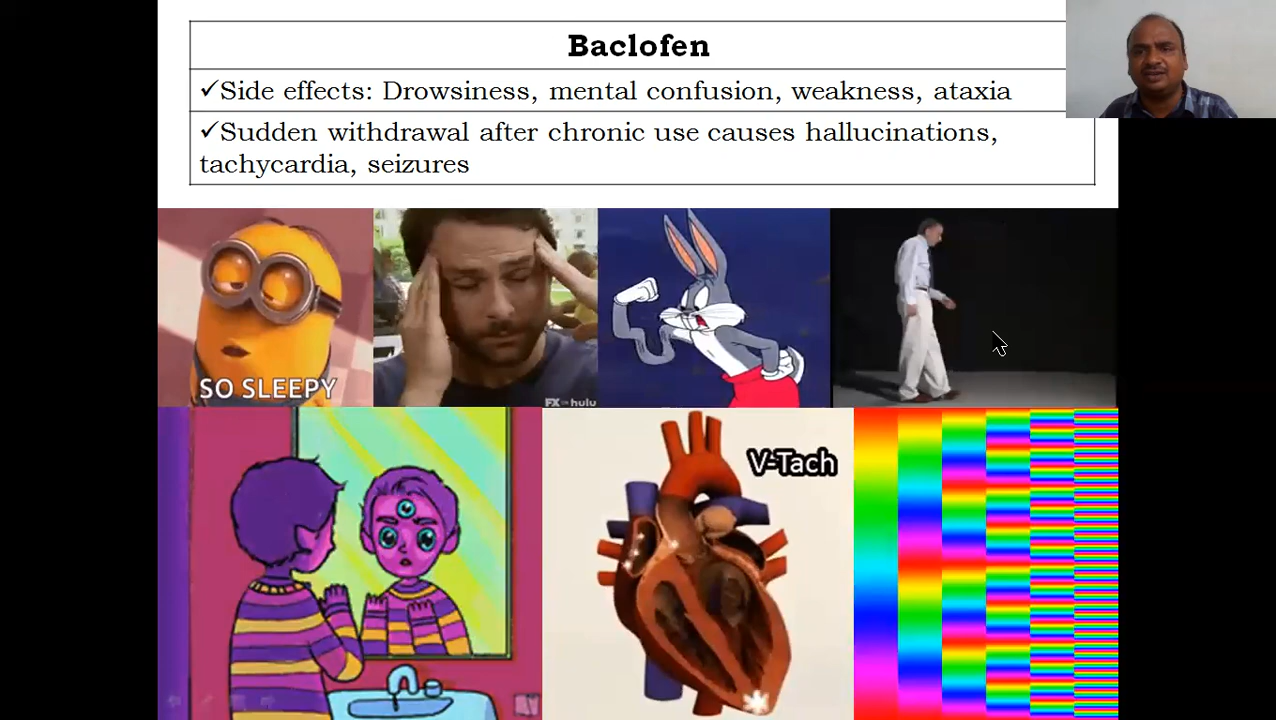 Baclofen
✓Side effects: Drowsiness, mental confusion, weakness, ataxia
✓Sudden withdrawal after chronic use causes hallucinations,
tachycardia, seizures
SO SLEEPY
FX on hulu
V-Tach